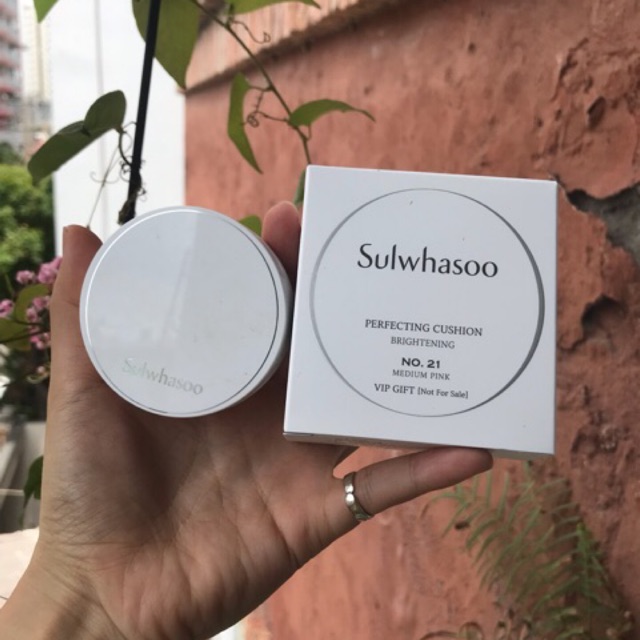 Sulwhasoo
Sulwhasoo
PERFECTING CUSHION
BRIGHTENING
NO. 21
MEDIUM PINK
VIP GIFT [Not For Sale]